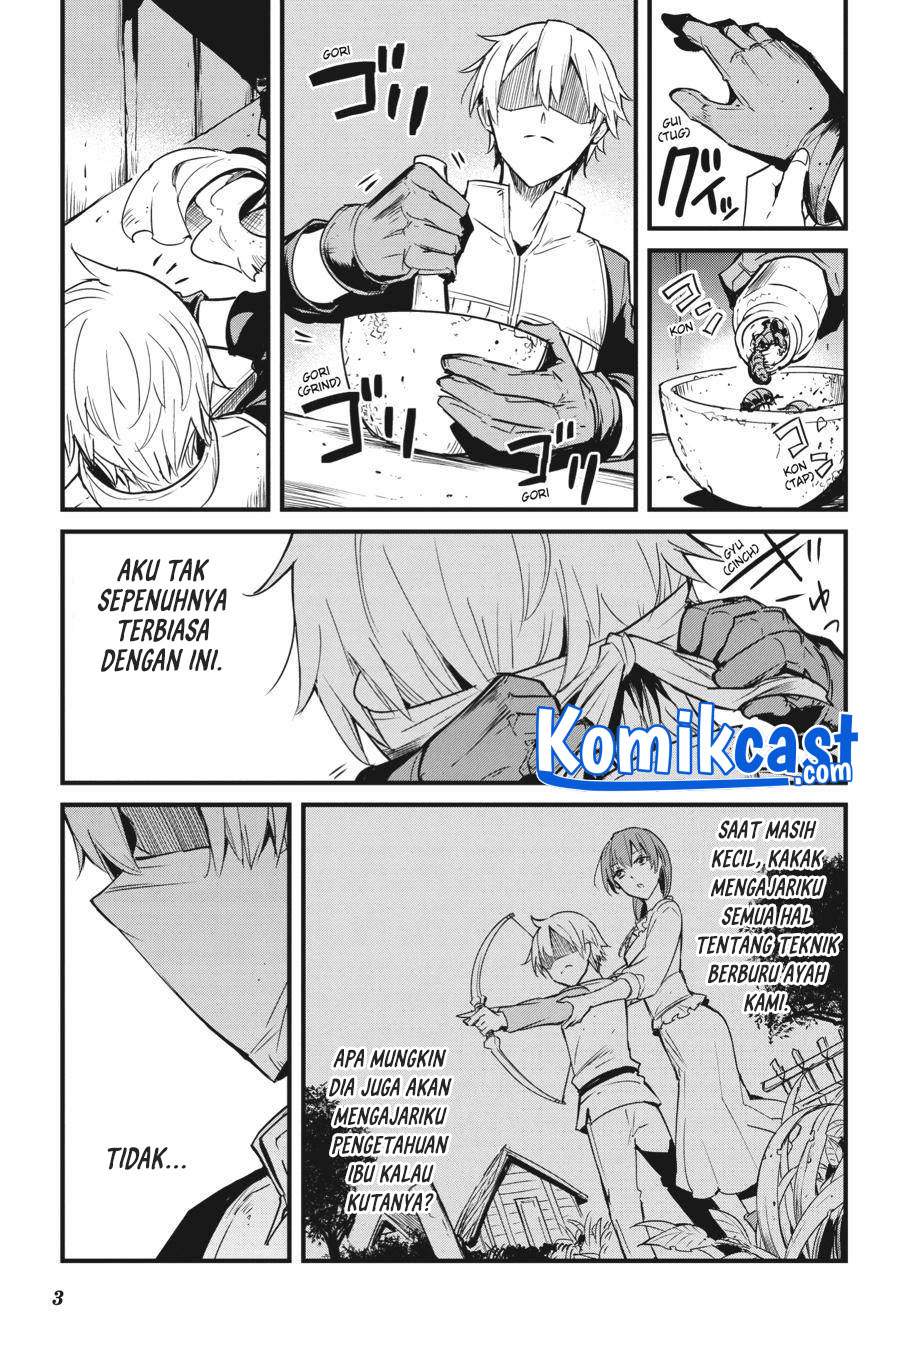 GUI
(TUG)
グイッ
コン
KON
コン
KON
(TAP)
GORI
ゴリ
GORI
(GRIND)
ゴリ
ゴリ
GORI
GYU
(CINCH)
ギュ
AKU TAK
SEPENUHNYA
TERBIASA
DENGAN INI.
Komikcast
.com
SAAT MASIH
KECIL, KAKAK
MENGAJARIKU
SEMUA HAL
TENTANG TEKNIK
BERBURU AYAH
KAMI.
APA MUNGKIN
DIA JUGA AKAN
MENGAJARIKU
PENGETAHUAN
IBU KALAU
KUTANYA?
TIDAK...
3